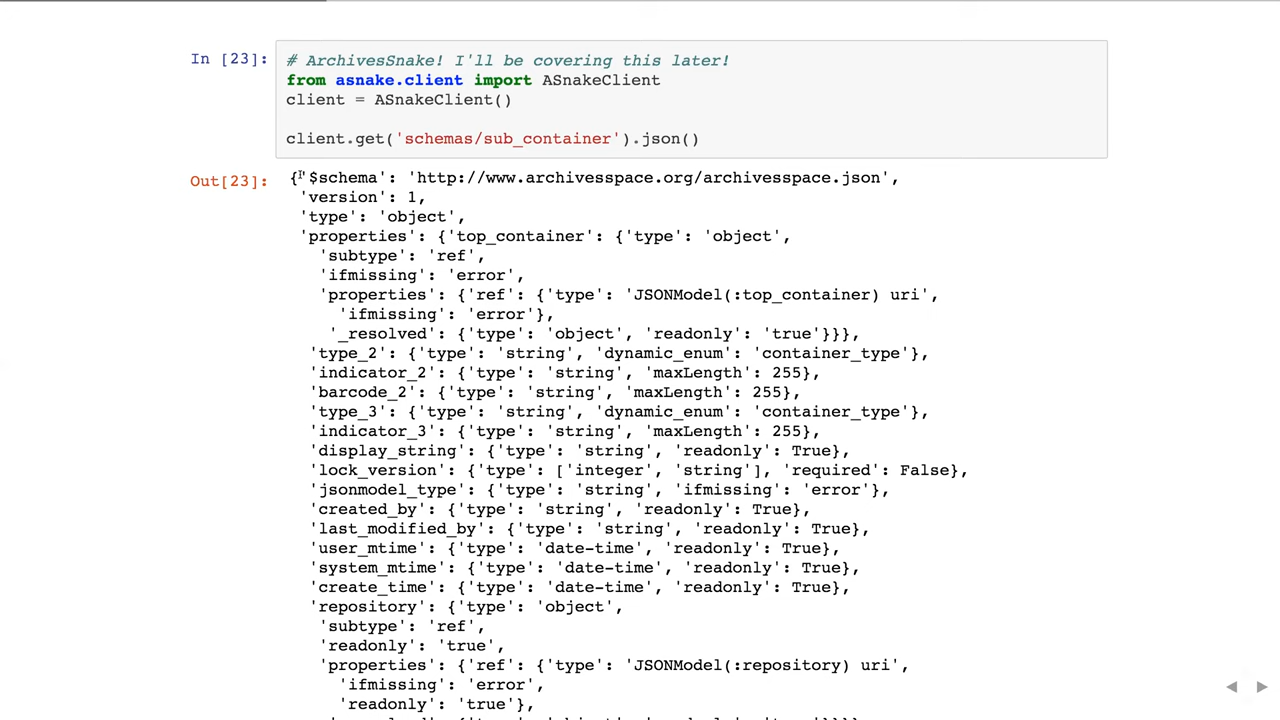 In [23]:
# ArchivesSnake! I'll be covering this later!
from asnake.client import ASnakeClient
client = ASnakeClient()
client.get('schemas/sub_container').json()
Out[23]:
{'$schema': 'http://www.archivesspace.org/archivesspace.json',
'version': 1,
'type': 'object',
'properties': {'top_container': {'type': 'object',
'subtype': 'ref',
'ifmissing': 'error',
'properties': {'ref': {'type': 'JSONModel(:top_container) uri',
'ifmissing': 'error'},
'_resolved': {'type': 'object', 'readonly': 'true'}}},
'type_2': {'type': 'string', 'dynamic_enum': 'container_type'},
'indicator_2': {'type': 'string', 'maxLength': 255},
'barcode_2': {'type': 'string', 'maxLength': 255},
'type_3': {'type': 'string', 'dynamic_enum': 'container_type'},
'indicator_3': {'type': 'string', 'maxLength': 255},
'display_string': {'type': 'string', 'readonly': True},
'lock_version': {'type': ['integer', 'string'], 'required': False},
'jsonmodel_type': {'type': 'string', 'ifmissing': 'error'},
'created_by': {'type': 'string', 'readonly': True},
'last_modified_by': {'type': 'string', 'readonly': True},
'user_mtime': {'type': 'date-time', 'readonly': True},
'system_mtime': {'type': 'date-time', 'readonly': True},
'create_time': {'type': 'date-time', 'readonly': True},
'repository': {'type': 'object',
'subtype': 'ref',
'readonly': 'true',
'properties': {'ref': {'type': 'JSONModel(:repository) uri',
'ifmissing': 'error',
'readonly': 'true'},